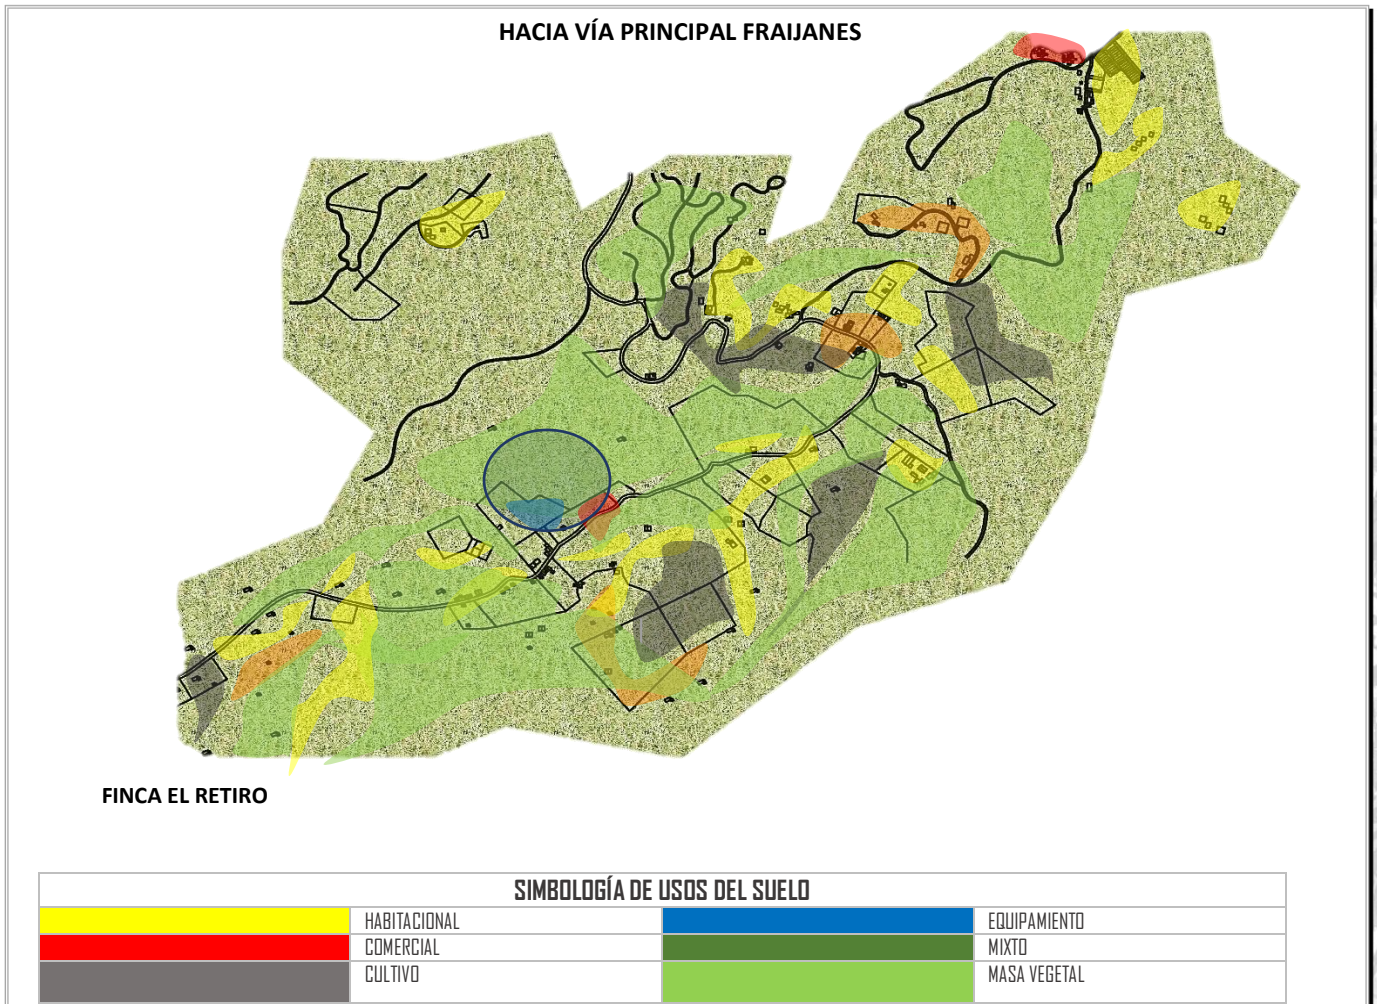 HACIA VÍA PRINCIPAL FRAIJANES
FINCA EL RETIRO
SIMBOLOGÍA DE USOS DEL SUELO
HABITACIONAL
EQUIPAMIENTO
COMERCIAL
MIXTO
CULTIVO
MASA VEGETAL